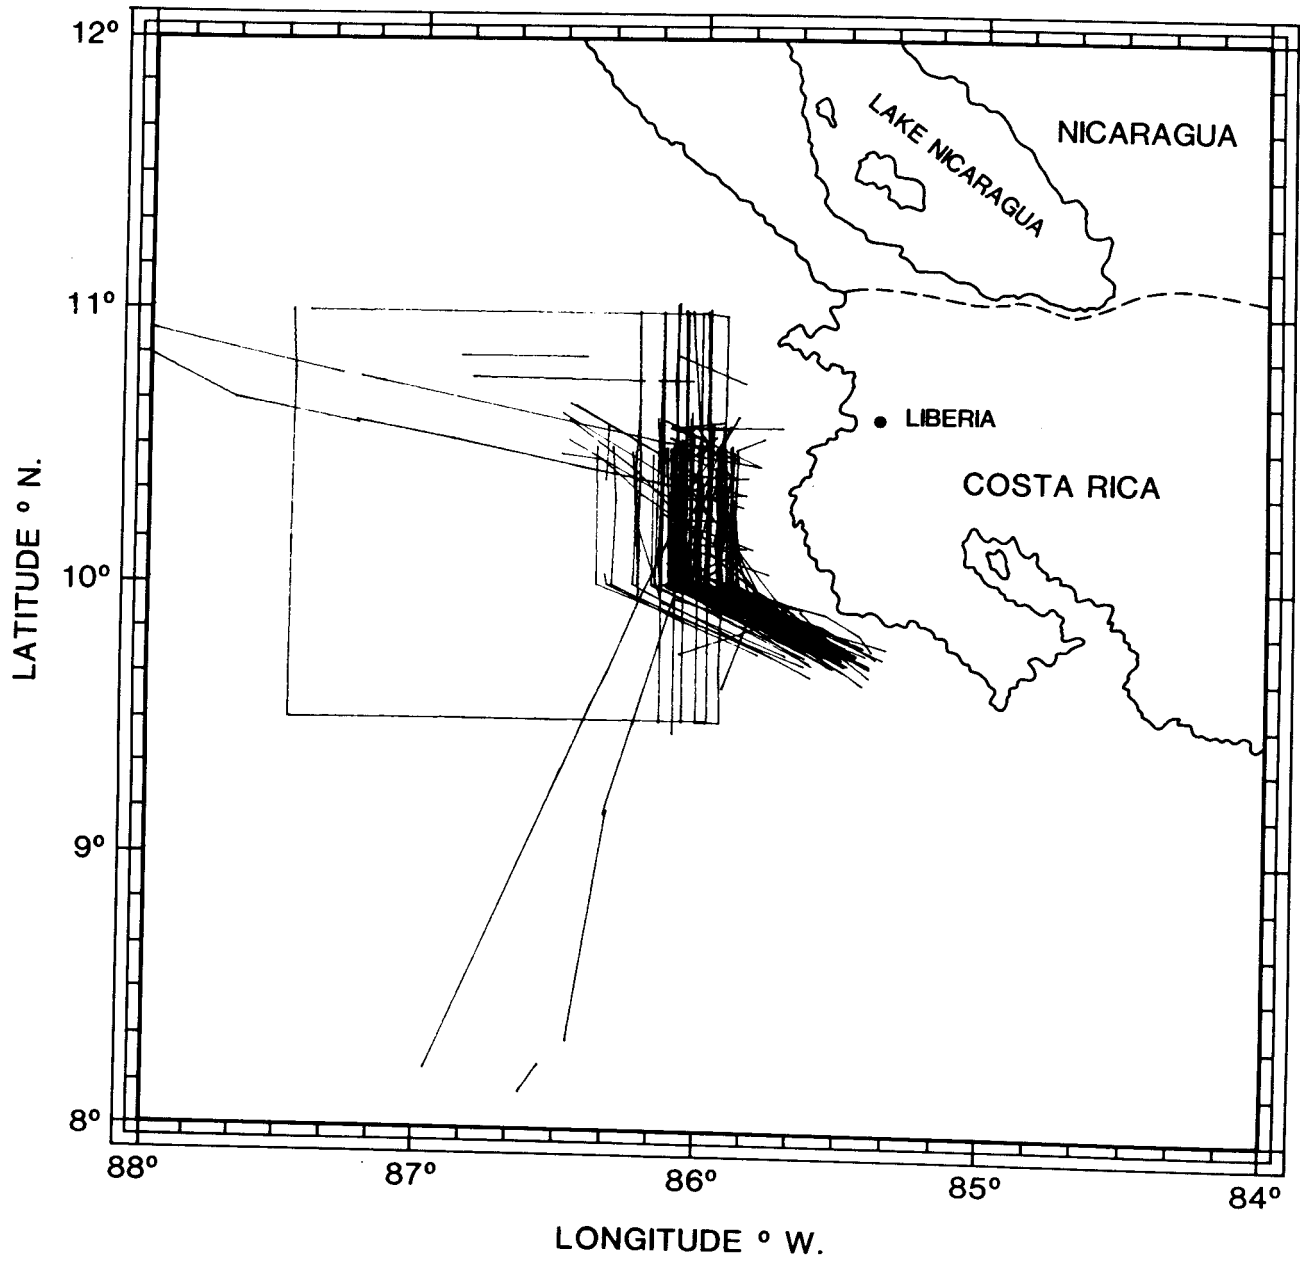 12°
LAKE NICARAGUA
NICARAGUA
11°
LIBERIA
COSTA RICA
10°
LATITUDE ° N.
9°
8°
88°
87°
86°
85°
84°
LONGITUDE ° W.